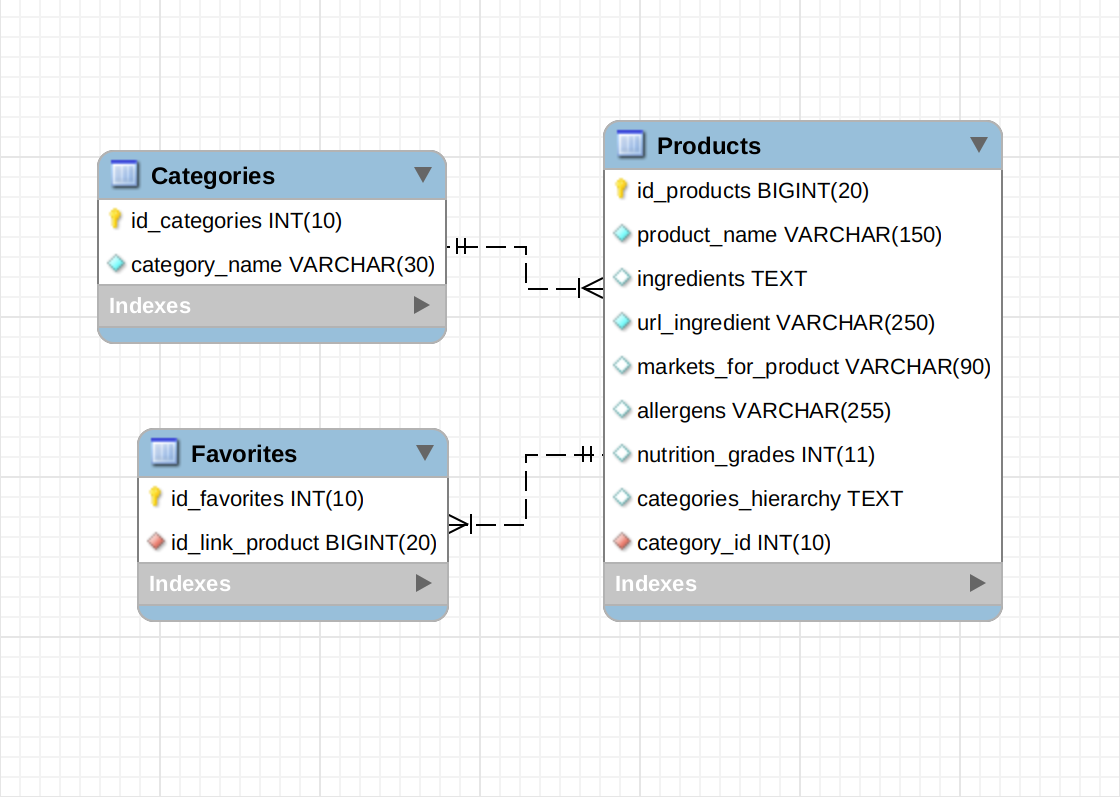 Categories
id_categories INT(10)
category_name VARCHAR(30)
Indexes
Favorites
id_favorites INT(10)
id_link_product BIGINT(20)
Indexes
Products
id_products BIGINT(20)
product_name VARCHAR(150)
ingredients TEXT
url_ingredient VARCHAR(250)
markets_for_product VARCHAR(90)
allergens VARCHAR(255)
nutrition_grades INT(11)
categories_hierarchy TEXT
category_id INT(10)
Indexes